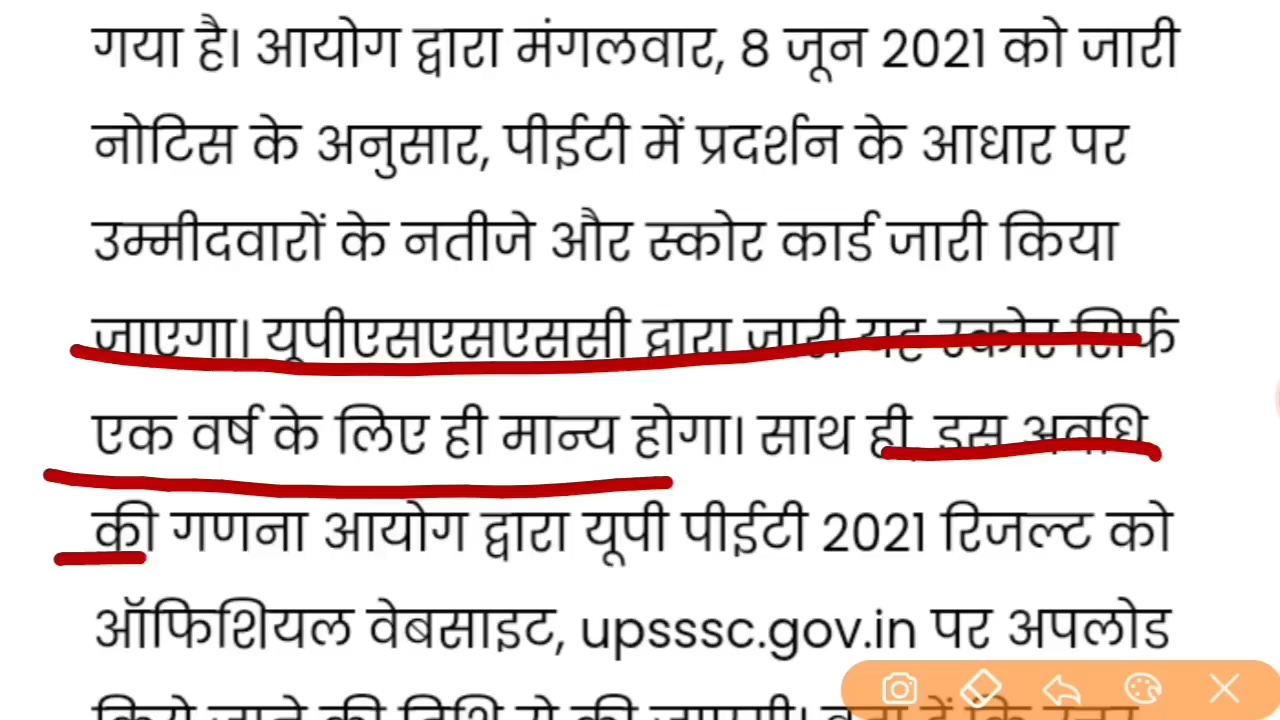 गया है। आयोग द्वारा मंगलवार, 8 जून 2021 को जारी
नोटिस के अनुसार, पीईटी में प्रदर्शन के आधार पर
उम्मीदवारों के नतीजे और स्कोर कार्ड जारी किया
जाएगा। यूपीएसएसएससी द्वारा जारी यह स्कोर सिर्फ
एक वर्ष के लिए ही मान्य होगा। साथ ही, इस अवधि
की गणना आयोग द्वारा यूपी पीईटी 2021 रिजल्ट को
ऑफिशियल वेबसाइट, upsssc.gov.in पर अपलोड
किये जाने की तिथि से की जाएगी।